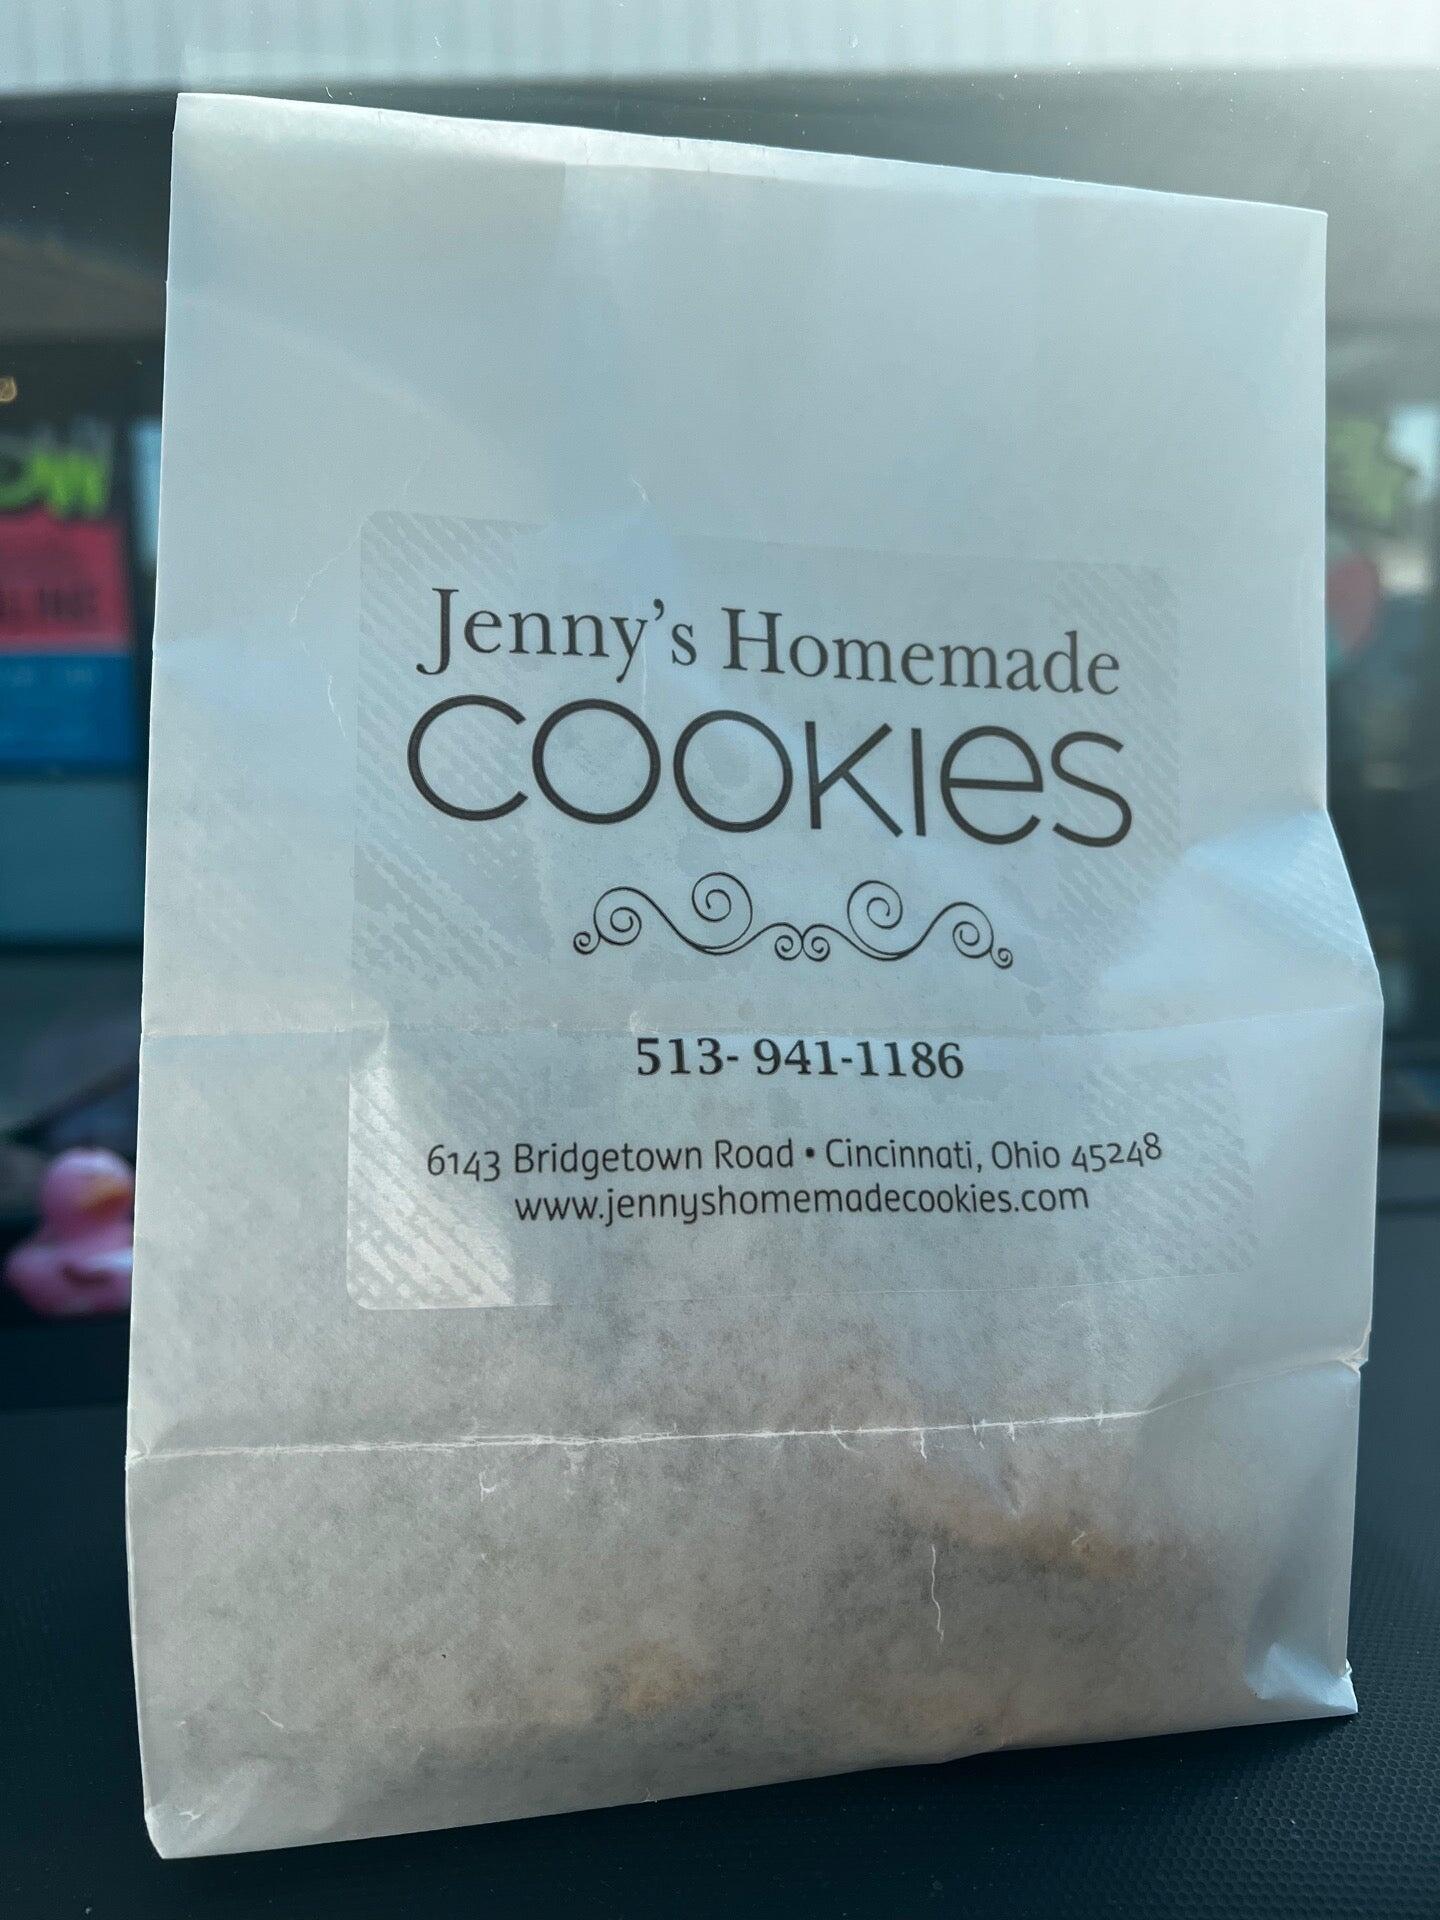 Jenny's Homemade
COOKIES
513- 941-1186
6143 Bridgetown Road • Cincinnati, Ohio 45248
www.jennyshomemadecookies.com